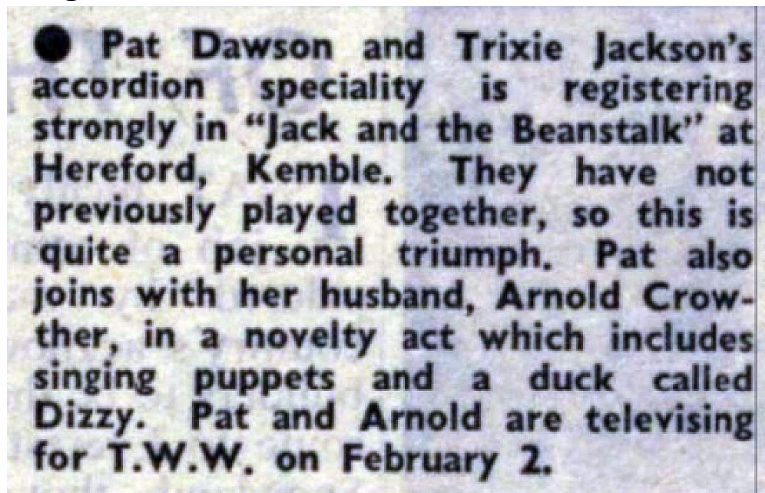 ● Pat Dawson and Trixie Jackson's
accordion speciality is registering
strongly in "Jack and the Beanstalk" at
Hereford, Kemble. They have not
previously played together, so this is
quite a personal triumph. Pat also
joins with her husband, Arnold Crow-
ther, in a novelty act which includes
singing puppets and a duck called
Dizzy. Pat and Arnold are televising
for T.W.W. on February 2.